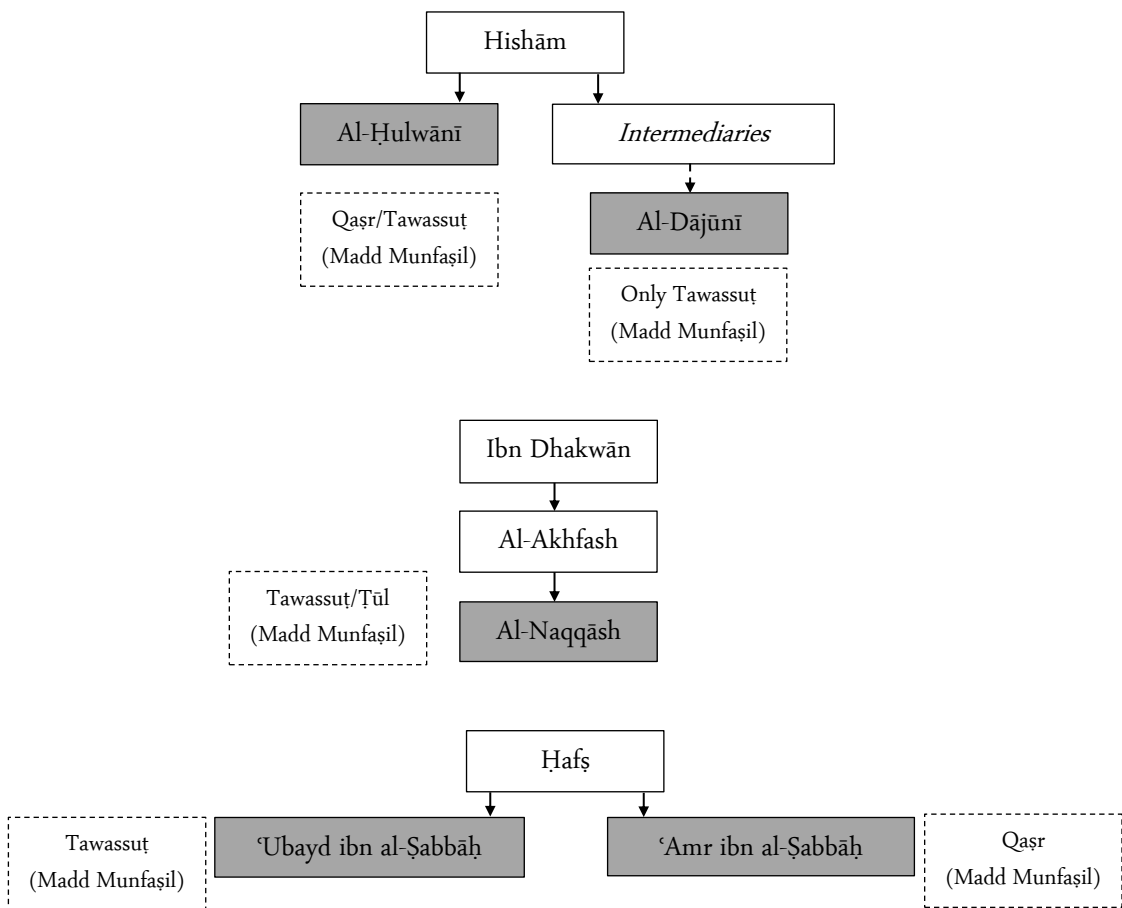 Hishām
Al-Ḥulwānī
Intermediaries
Qaṣr/Tawassuṭ
(Madd Munfaṣil)
Al-Dājūnī
Only Tawassuṭ
(Madd Munfaṣil)
Ibn Dhakwān
Al-Akhfash
Tawassuṭ/Ṭūl
(Madd Munfaṣil)
Al-Naqqāsh
Ḥafṣ
Tawassuṭ
(Madd Munfaṣil)
ʿUbayd ibn al-Ṣabbāḥ
ʿAmr ibn al-Ṣabbāḥ
Qaṣr
(Madd Munfaṣil)